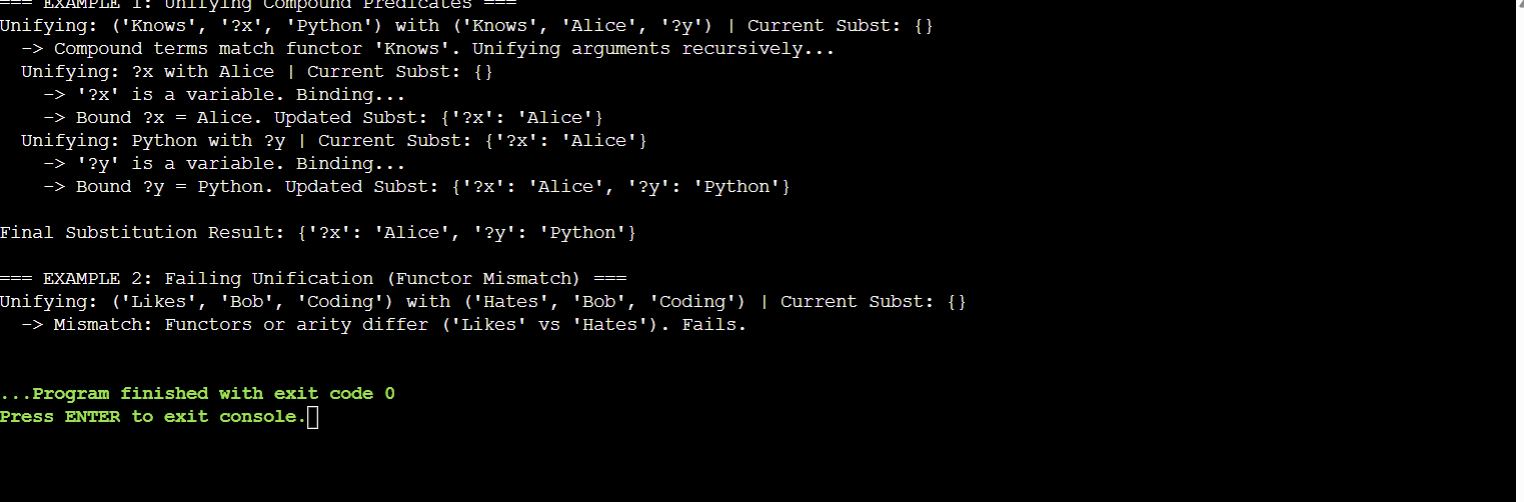 === EXAMPLE 1: Unifying Compound Predicates ===
Unifying: ('Knows', '?x', 'Python') with ('Knows', 'Alice', '?y') | Current Subst: {}
  -> Compound terms match functor 'Knows'. Unifying arguments recursively...
  Unifying: ?x with Alice | Current Subst: {}
    -> '?x' is a variable. Binding...
    -> Bound ?x = Alice. Updated Subst: {'?x': 'Alice'}
  Unifying: Python with ?y | Current Subst: {'?x': 'Alice'}
    -> '?y' is a variable. Binding...
    -> Bound ?y = Python. Updated Subst: {'?x': 'Alice', '?y': 'Python'}
Final Substitution Result: {'?x': 'Alice', '?y': 'Python'}
=== EXAMPLE 2: Failing Unification (Functor Mismatch) ===
Unifying: ('Likes', 'Bob', 'Coding') with ('Hates', 'Bob', 'Coding') | Current Subst: {}
  -> Mismatch: Functors or arity differ ('Likes' vs 'Hates'). Fails.
...Program finished with exit code 0
Press ENTER to exit console.